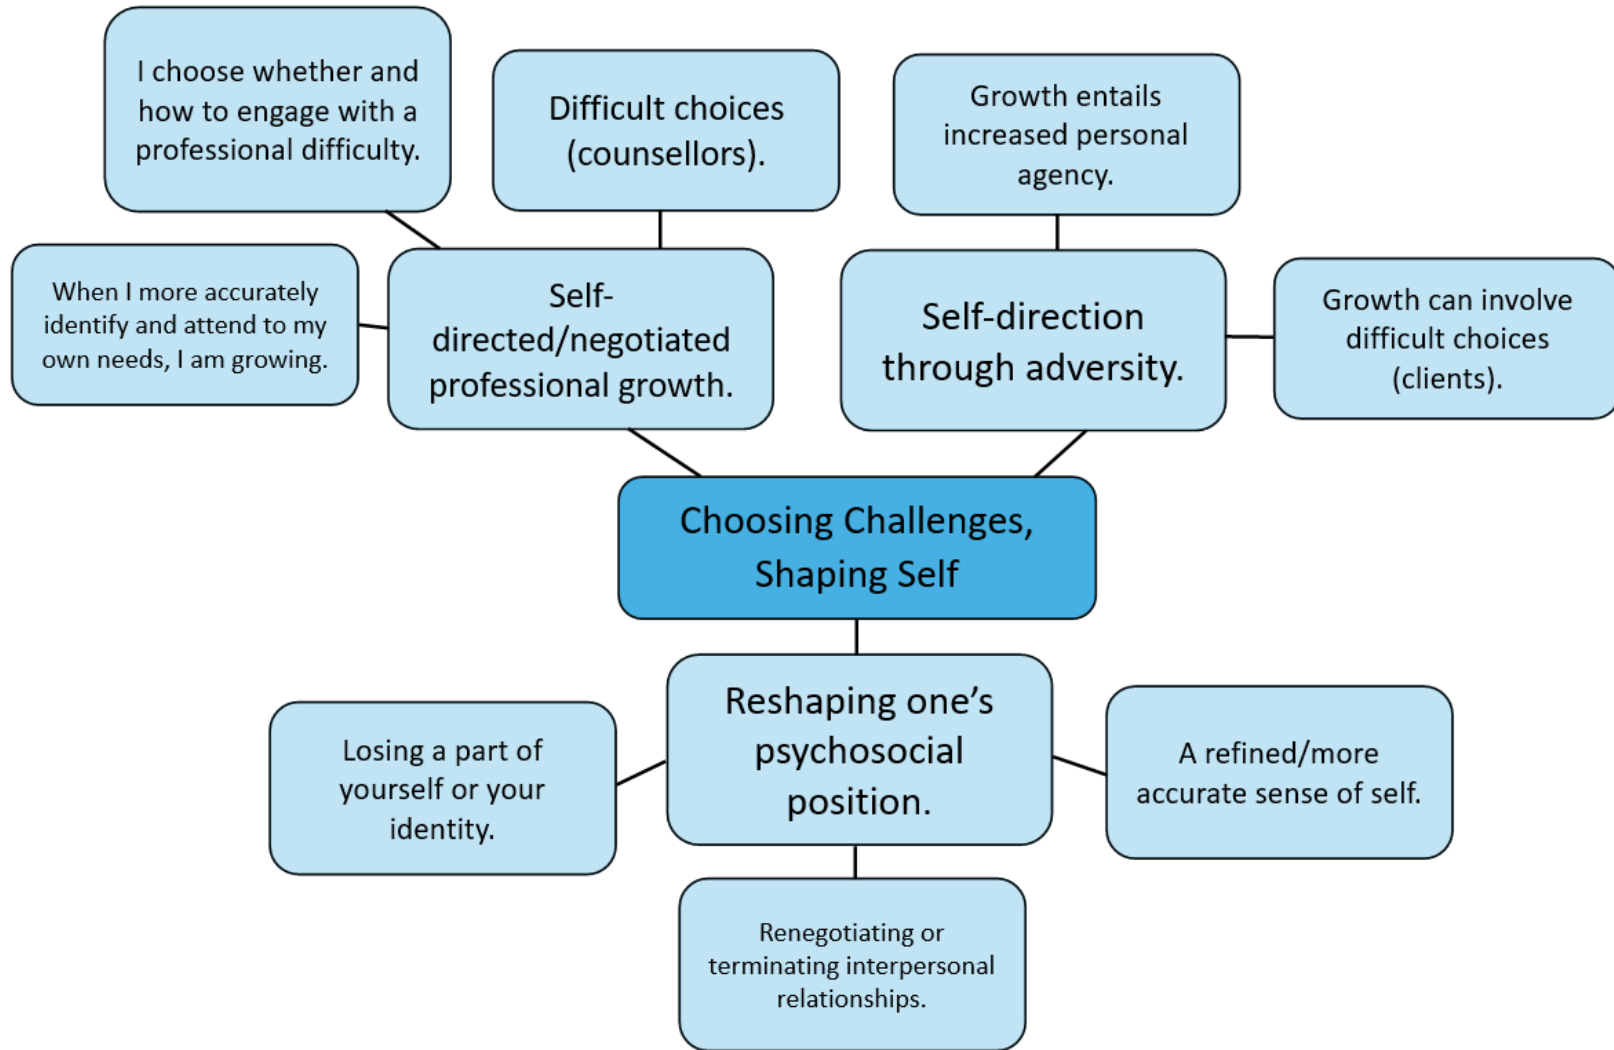 I choose whether and
how to engage with a
professional difficulty.
Difficult choices
(counsellors).
Growth entails
increased personal
agency.
When I more accurately
identify and attend to my
own needs, I am growing.
Self-
directed/negotiated
professional growth.
Self-direction
through adversity.
Growth can involve
difficult choices
(clients).
Choosing Challenges,
Shaping Self
Losing a part of
yourself or your
identity.
Reshaping one’s
psychosocial
position.
A refined/more
accurate sense of self.
Renegotiating or
terminating interpersonal
relationships.